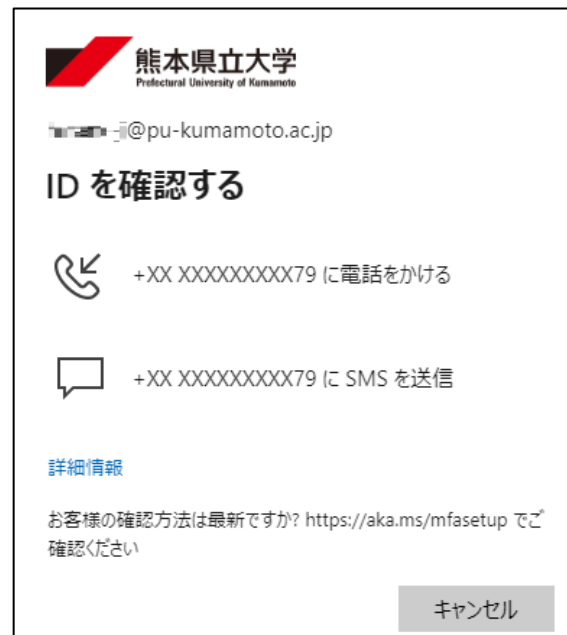 熊本県立大学
Prefectural University of Kumamoto
@pu-kumamoto.ac.jp
ID を確認する
+XX XXXXXXXXX79 に電話をかける
+XX XXXXXXXXX79 に SMS を送信
詳細情報
お客様の確認方法は最新ですか? https://aka.ms/mfasetup でご
確認ください
キャンセル